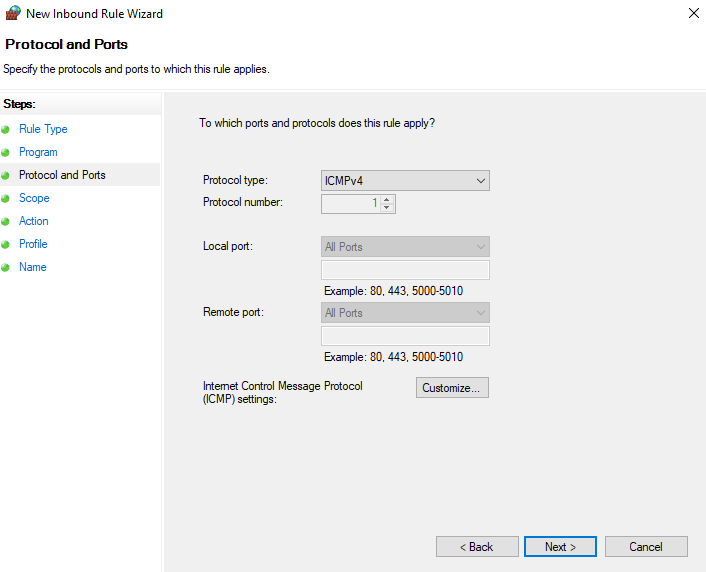 New Inbound Rule Wizard
Protocol and Ports
Specify the protocols and ports to which this rule applies.
Steps:
Rule Type
Program
Protocol and Ports
Scope
Action
Profile
Name
To which ports and protocols does this rule apply?
Protocol type: ICMPv4
Protocol number: 1
Local port: All Ports
Example: 80, 443, 5000-5010
Remote port: All Ports
Example: 80, 443, 5000-5010
Internet Control Message Protocol
(ICMP) settings:
Customize...
< Back Next > Cancel